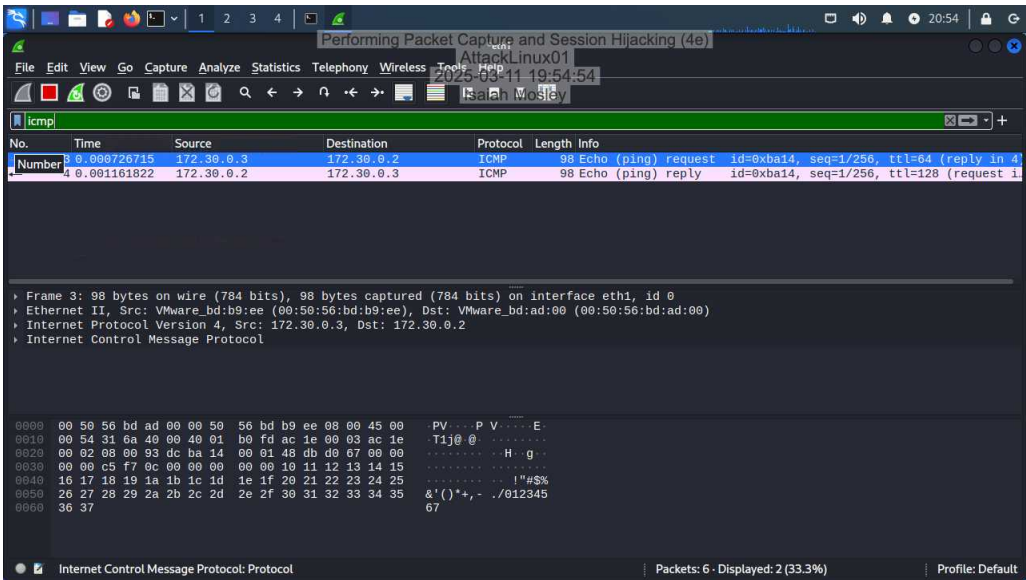 1 2 3 4 20:54
Performing Packet Capture and Session Hijacking (4e)
eth1
AttackLinux01
2025-03-11 19:54:54
Isaiah Mosley
File Edit View Go Capture Analyze Statistics Telephony Wireless Tools Help
icmp
No. Time Source Destination Protocol Length Info
3 0.000726715 172.30.0.3 172.30.0.2 ICMP 98 Echo (ping) request id=0xba14, seq=1/256, ttl=64 (reply in 4)
Number
4 0.001161822 172.30.0.2 172.30.0.3 ICMP 98 Echo (ping) reply id=0xba14, seq=1/256, ttl=128 (request i…
Frame 3: 98 bytes on wire (784 bits), 98 bytes captured (784 bits) on interface eth1, id 0
Ethernet II, Src: VMware_bd:b9:ee (00:50:56:bd:b9:ee), Dst: VMware_bd:ad:00 (00:50:56:bd:ad:00)
Internet Protocol Version 4, Src: 172.30.0.3, Dst: 172.30.0.2
Internet Control Message Protocol
0000 00 50 56 bd ad 00 00 50 56 bd b9 ee 08 00 45 00 ·PV····P V·····E·
0010 00 54 31 6a 40 00 40 01 b0 fd ac 1e 00 03 ac 1e ·T1j@·@· ········
0020 00 02 08 00 93 dc ba 14 00 01 48 db d0 67 00 00 ········ ··H··g··
0030 00 00 c5 f7 0c 00 00 00 00 00 10 11 12 13 14 15 ········ ········
0040 16 17 18 19 1a 1b 1c 1d 1e 1f 20 21 22 23 24 25 ········ ·· !"#$%
0050 26 27 28 29 2a 2b 2c 2d 2e 2f 30 31 32 33 34 35 &'()*+,- ./012345
0060 36 37 67
Internet Control Message Protocol: Protocol Packets: 6 · Displayed: 2 (33.3%) Profile: Default